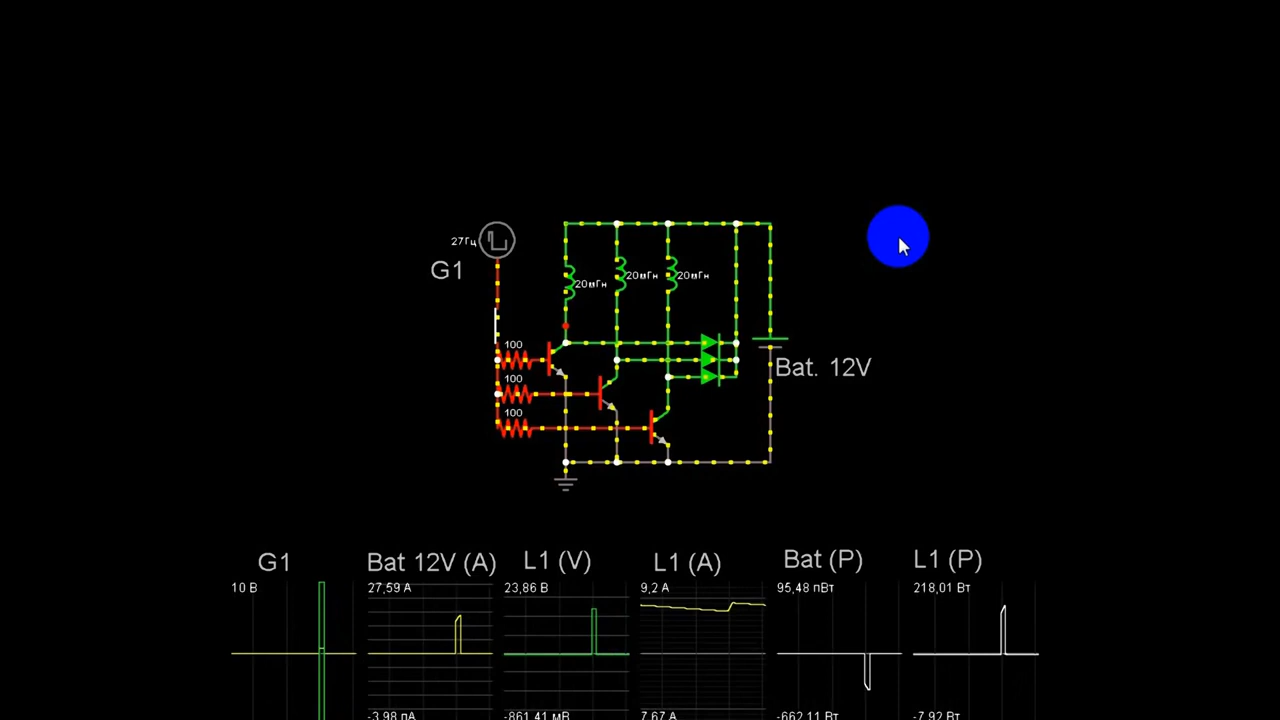 27Гц
G1
20мГн
20мГн
20мГн
100
100
100
Bat. 12V
G1
Bat 12V (A)
L1 (V)
L1 (A)
Bat (P)
L1 (P)
10 В
27,59 А
23,86 В
9,2 А
95,48 пВт
218,01 Вт
-3,98 пА
-861,41 мВ
7,67 А
-662,11 Вт
-7,92 Вт